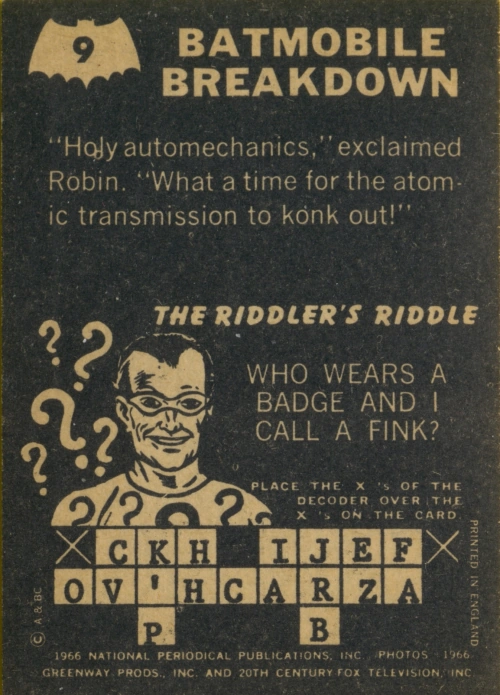 9
BATMOBILE
BREAKDOWN
"Holy automechanics," exclaimed
Robin. "What a time for the atom-
ic transmission to konk out!"
THE RIDDLER'S RIDDLE
WHO WEARS A
BADGE AND I
CALL A FINK?
PLACE THE X 's OF THE
DECODER OVER THE
X 's ON THE CARD
X CKH IJEF X
OV'HCARZA
P B
© A & BC
PRINTED IN ENGLAND
1966 NATIONAL PERIODICAL PUBLICATIONS, INC. PHOTOS 1966
GREENWAY PRODS., INC. AND 20TH CENTURY FOX TELEVISION, INC.